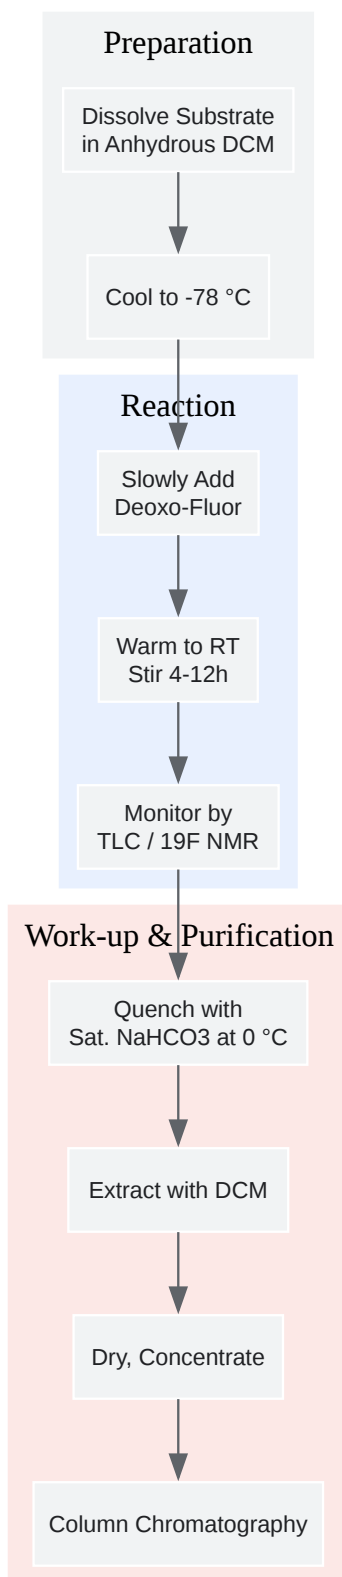 Preparation
Dissolve Substrate
in Anhydrous DCM
Cool to -78 °C
Reaction
Slowly Add
Deoxo-Fluor
Warm to RT
Stir 4-12h
Monitor by
TLC / 19F NMR
Work-up & Purification
Quench with
Sat. NaHCO3 at 0 °C
Extract with DCM
Dry, Concentrate
Column Chromatography